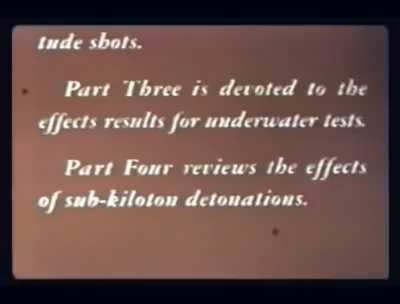 tude shots.
Part Three is devoted to the
effects results for underwater tests.
Part Four reviews the effects
of sub-kiloton detonations.